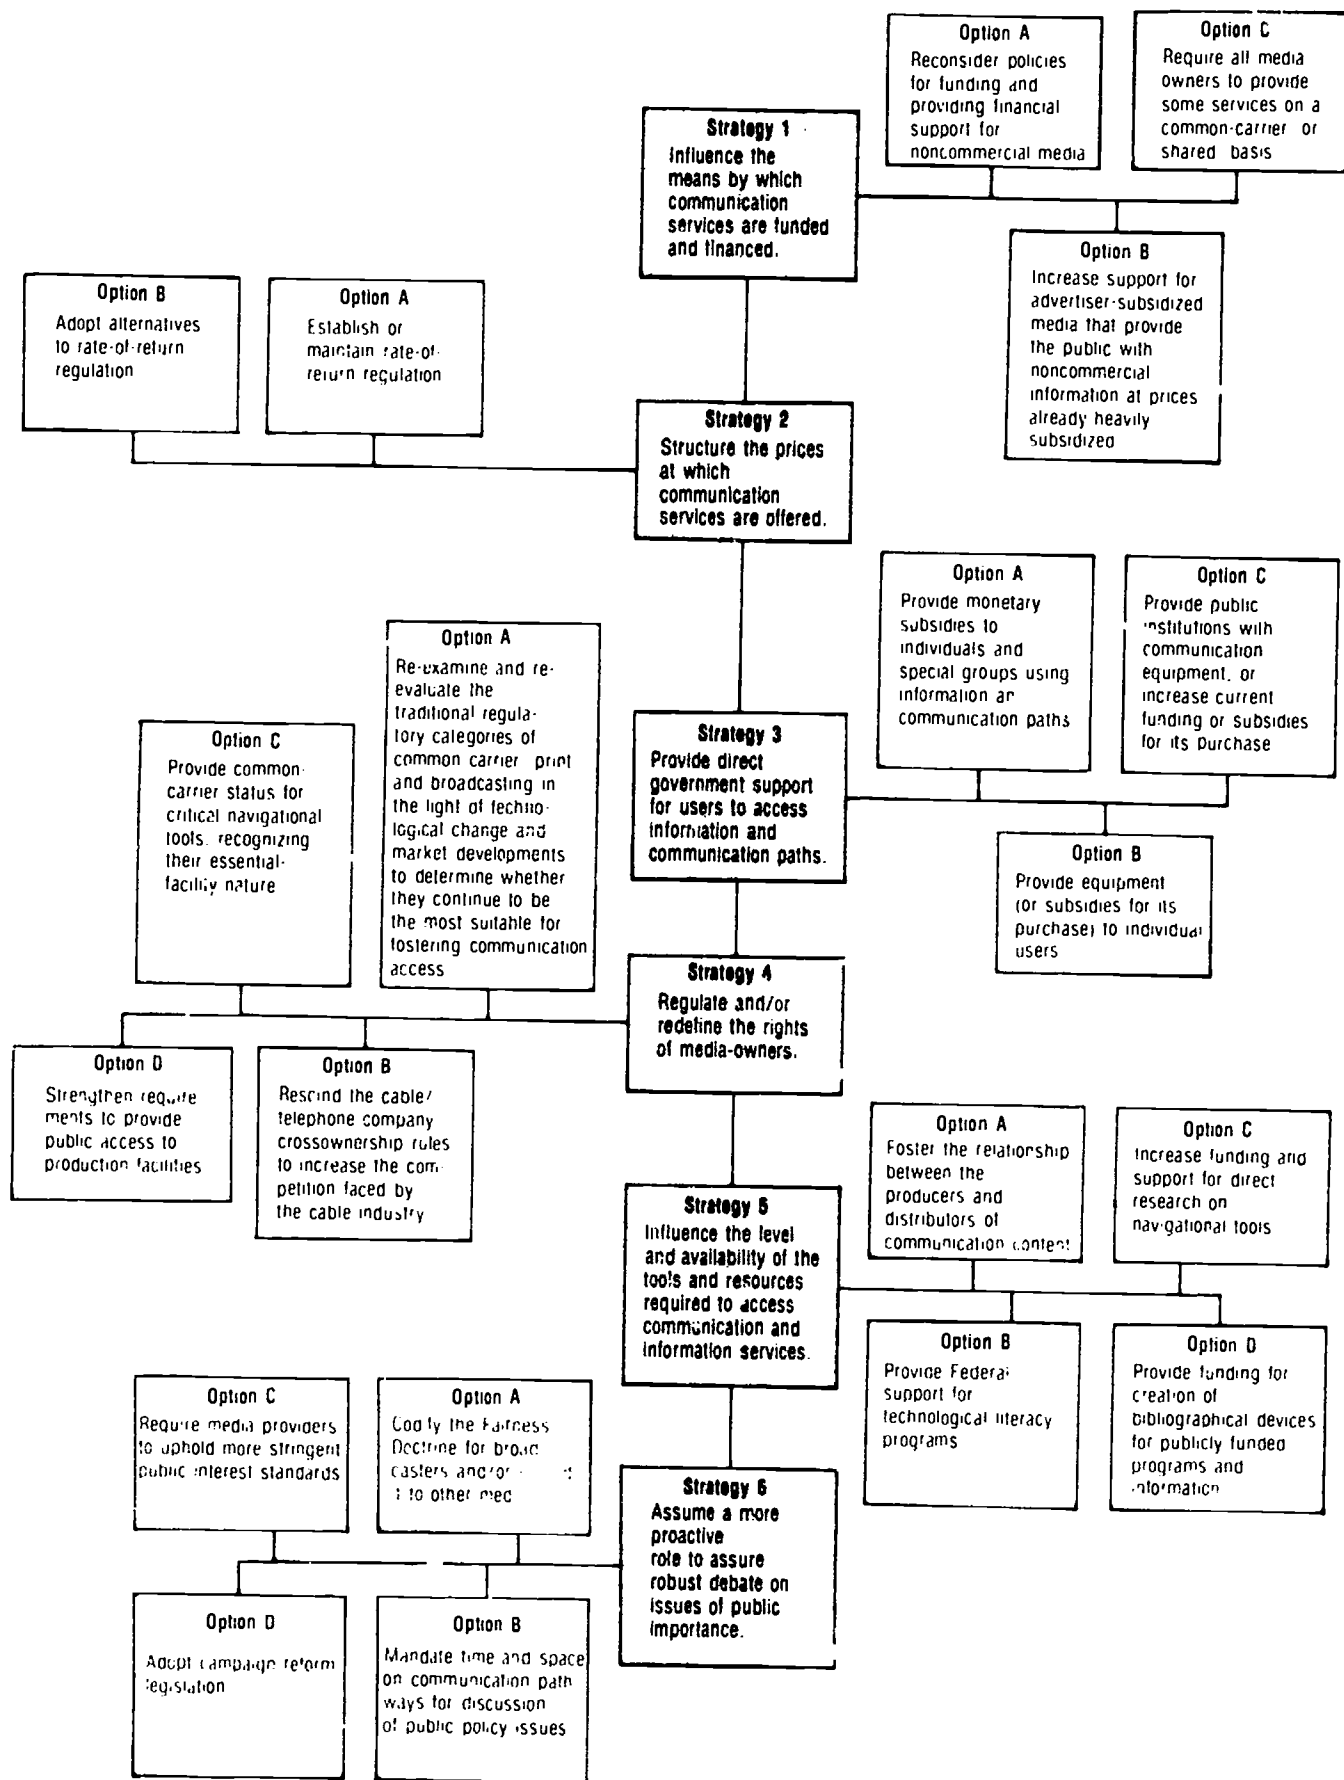 Strategy 1
Influence the
means by which
communication
services are funded
and financed.
Option A
Reconsider policies
for funding and
providing financial
support for
noncommercial media
Option C
Require all media
owners to provide
some services on a
common-carrier or
shared basis
Option B
Increase support for
advertiser-subsidized
media that provide
the public with
noncommercial
information at prices
already heavily
subsidized
Option B
Adopt alternatives
to rate-of-return
regulation
Option A
Establish or
maintain rate-of-
return regulation
Strategy 2
Structure the prices
at which
communication
services are offered.
Option A
Provide monetary
subsidies to
individuals and
special groups using
information
communication paths
Option C
Provide public
institutions with
communication
equipment, or
increase current
funding or subsidies
for its purchase
Strategy 3
Provide direct
government support
for users to access
information and
communication paths.
Option B
Provide equipment
(or subsidies for its
purchase) to individual
users
Option C
Provide common-
carrier status for
critical navigational
tools, recognizing
their essential-
facility nature
Option A
Re-examine and re-
evaluate the
traditional regula-
tory categories of
common carrier print
and broadcasting in
the light of techno-
logical change and
market developments
to determine whether
they continue to be
the most suitable for
fostering communication
access
Strategy 4
Regulate and/or
redefine the rights
of media-owners.
Option D
Strengthen require
ments to provide
public access to
production facilities
Option B
Rescind the cable/
telephone company
crossownership rules
to increase the com-
petition faced by
the cable industry
Strategy 5
Influence the level
and availability of the
tools and resources
required to access
communication and
information services.
Option A
Foster the relationship
between the
producers and
distributors of
communication content
Option C
Increase funding and
support for direct
research on
navigational tools
Option B
Provide Federal
support for
technological literacy
programs
Option D
Provide funding for
creation of
bibliographical devices
for publicly funded
programs and
information
Option C
Require media providers
to uphold more stringent
public interest standards
Option A
Codify the Fairness
Doctrine for broad
casters and/or
to other
Strategy 6
Assume a more
proactive
role to assure
robust debate on
issues of public
importance.
Option D
Adopt campaign reform
legislation
Option B
Mandate time and space
on communication path
ways for discussion
of public policy issues